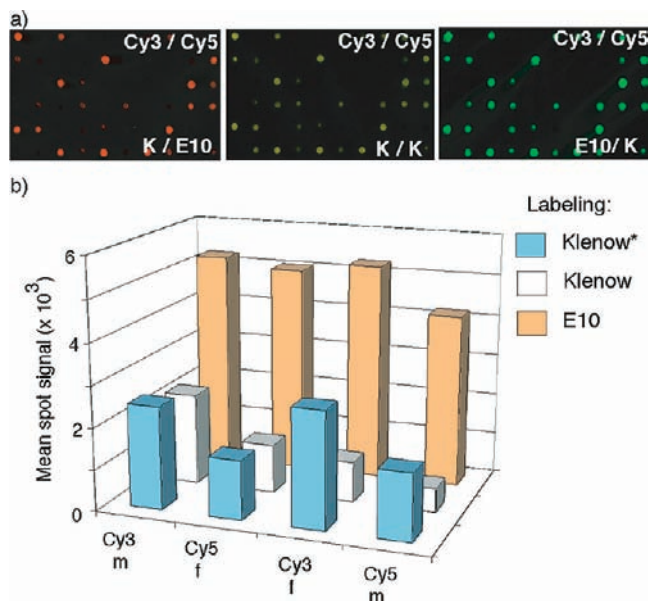 a)
Cy3 / Cy5
Cy3 / Cy5
Cy3 / Cy5
K / E10
K / K
E10/ K
b)
Labeling:
Klenow*
Klenow
E10
Mean spot signal (x 10³)
6
4
2
0
Cy3
m
Cy5
f
Cy3
f
Cy5
m